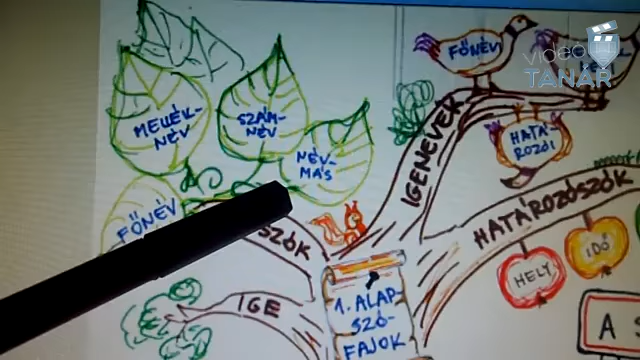 FŐNÉV
videó
TANÁR
MELLÉK-
NÉV
SZÁM-
NÉV
NÉV-
MÁS
HATÁ-
ROZÓI
IGENEVEK
FŐNÉV
SZÓK
HATÁROZÓSZÓK
IGE
HELY
IDŐ
1. ALAP-
SZÓ-
FAJOK
A